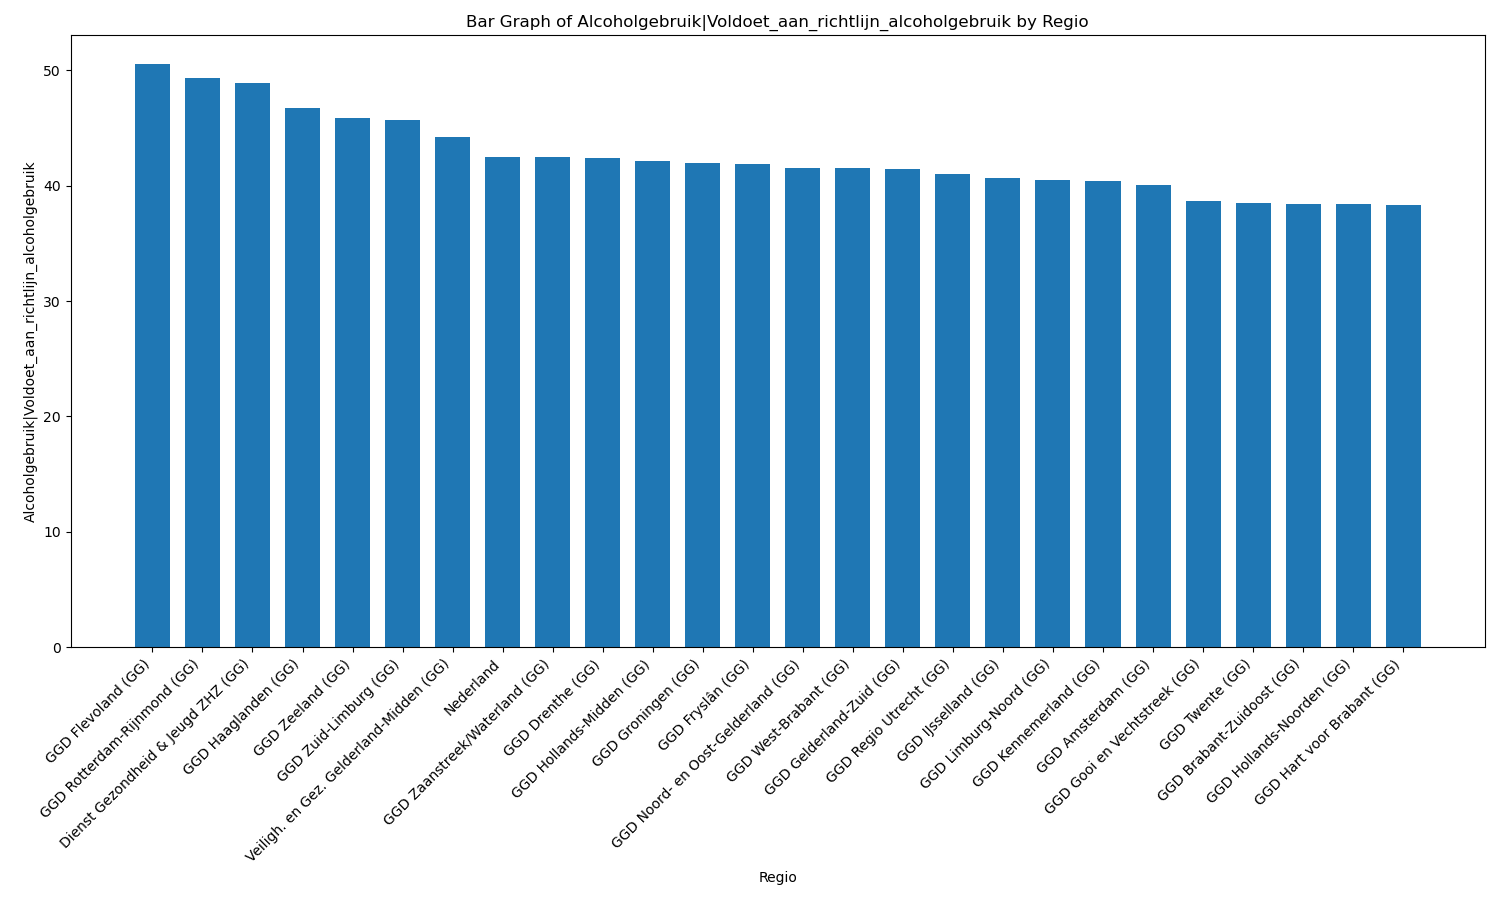 Bar Graph of Alcoholgebruik|Voldoet_aan_richtlijn_alcoholgebruik by Regio
Alcoholgebruik|Voldoet_aan_richtlijn_alcoholgebruik
50
40
30
20
10
0
GGD Flevoland (GG)
GGD Rotterdam-Rijnmond (GG)
Dienst Gezondheid & Jeugd ZHZ (GG)
GGD Haaglanden (GG)
GGD Zeeland (GG)
GGD Zuid-Limburg (GG)
Veiligh. en Gez. Gelderland-Midden (GG)
Nederland
GGD Zaanstreek/Waterland (GG)
GGD Drenthe (GG)
GGD Hollands-Midden (GG)
GGD Groningen (GG)
GGD Fryslân (GG)
GGD Noord- en Oost-Gelderland (GG)
GGD West-Brabant (GG)
GGD Gelderland-Zuid (GG)
GGD Regio Utrecht (GG)
GGD IJsselland (GG)
GGD Limburg-Noord (GG)
GGD Kennemerland (GG)
GGD Amsterdam (GG)
GGD Gooi en Vechtstreek (GG)
GGD Twente (GG)
GGD Brabant-Zuidoost (GG)
GGD Hollands-Noorden (GG)
GGD Hart voor Brabant (GG)
Regio